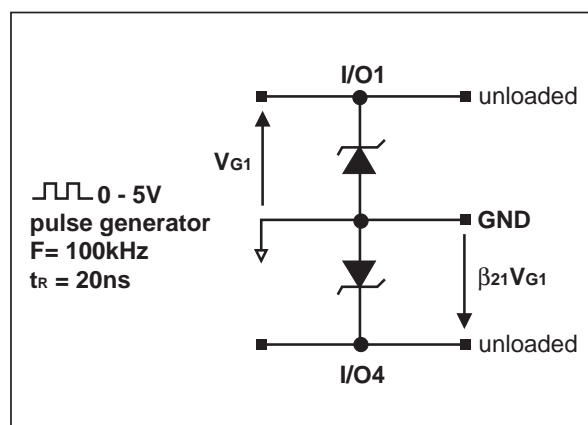 I/O1
unloaded
VG1
0 - 5V
pulse generator
F= 100kHz
tR = 20ns
GND
β21VG1
unloaded
I/O4